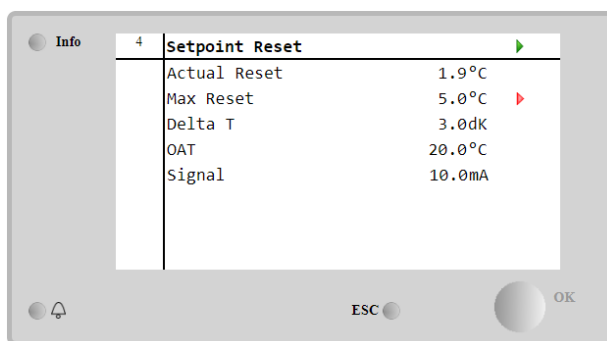 Info
4 Setpoint Reset
Actual Reset 1.9°C
Max Reset 5.0°C
Delta T 3.0dK
OAT 20.0°C
Signal 10.0mA
ESC
OK